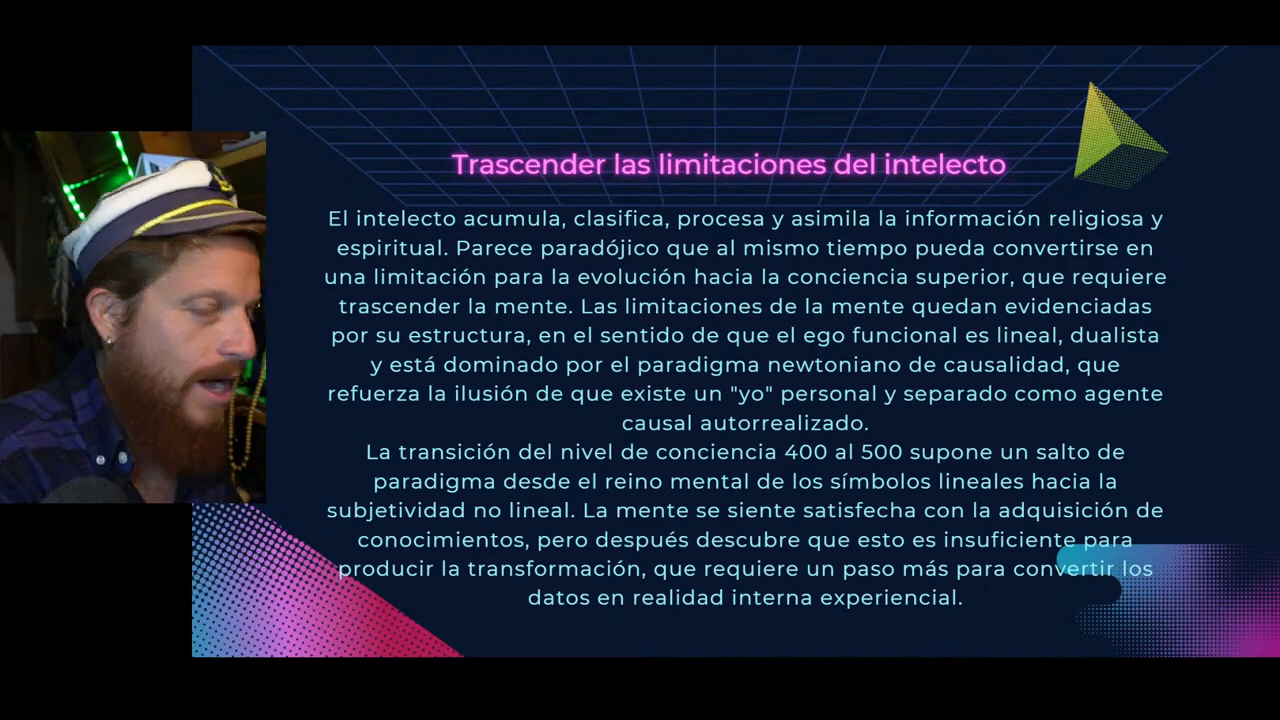 Trascender las limitaciones del intelecto
El intelecto acumula, clasifica, procesa y asimila la información religiosa y
espiritual. Parece paradójico que al mismo tiempo pueda convertirse en
una limitación para la evolución hacia la conciencia superior, que requiere
trascender la mente. Las limitaciones de la mente quedan evidenciadas
por su estructura, en el sentido de que el ego funcional es lineal, dualista
y está dominado por el paradigma newtoniano de causalidad, que
refuerza la ilusión de que existe un "yo" personal y separado como agente
causal autorrealizado.
La transición del nivel de conciencia 400 al 500 supone un salto de
paradigma desde el reino mental de los símbolos lineales hacia la
subjetividad no lineal. La mente se siente satisfecha con la adquisición de
conocimientos, pero después descubre que esto es insuficiente para
producir la transformación, que requiere un paso más para convertir los
datos en realidad interna experiencial.